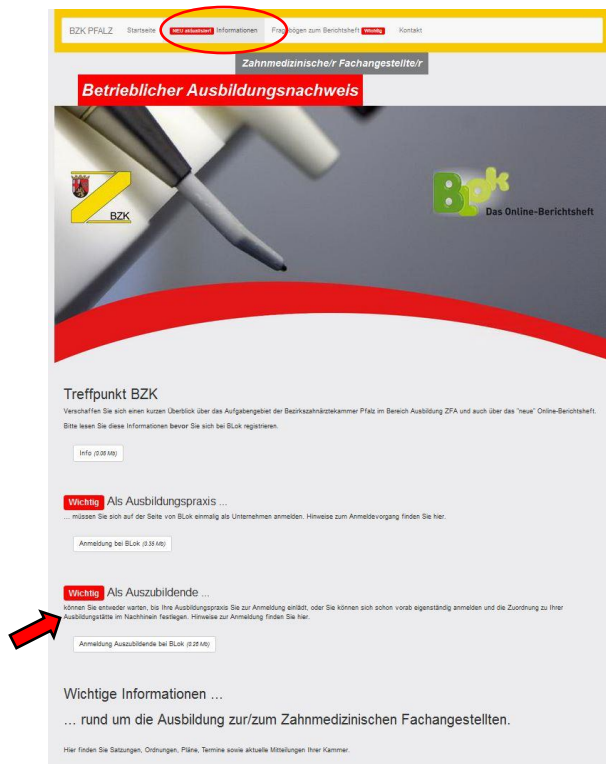 BZK PFALZ Startseite NEU aktualisiert Informationen Fragebögen zum Berichtsheft Wichtig Kontakt
Zahnmedizinische/r Fachangestellte/r
Betrieblicher Ausbildungsnachweis
BZK
BLok
Das Online-Berichtsheft
Treffpunkt BZK
Verschaffen Sie sich einen kurzen Überblick über das Aufgabengebiet der Bezirkszahnärztekammer Pfalz im Bereich Ausbildung ZFA und auch über das "neue" Online-Berichtsheft.
Bitte lesen Sie diese Informationen bevor Sie sich bei BLok registrieren.
Info (0.08 Mb)
Wichtig Als Ausbildungspraxis ...
... müssen Sie sich auf der Seite von BLok einmalig als Unternehmen anmelden. Hinweise zum Anmeldevorgang finden Sie hier.
Anmeldung bei BLok (0.35 Mb)
Wichtig Als Auszubildende ...
können Sie entweder warten, bis Ihre Ausbildungspraxis Sie zur Anmeldung einlädt, oder Sie können sich schon vorab eigenständig anmelden und die Zuordnung zu Ihrer
Ausbildungstätte im Nachhinein festlegen. Hinweise zur Anmeldung finden Sie hier.
Anmeldung Auszubildende bei BLok (0.28 Mb)
Wichtige Informationen ...
... rund um die Ausbildung zur/zum Zahnmedizinischen Fachangestellten.
Hier finden Sie Satzungen, Ordnungen, Pläne, Termine sowie aktuelle Mitteilungen Ihrer Kammer.